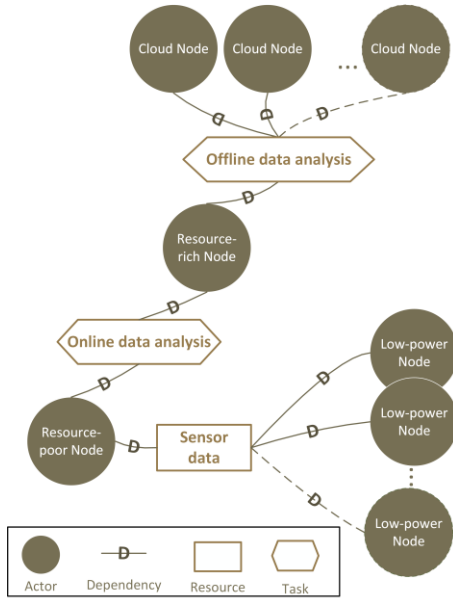 Cloud Node
Cloud Node
...
Cloud Node
D
D
D
Offline data analysis
D
Resource-
rich Node
D
Online data analysis
D
Low-power
Node
D
Resource-
poor Node
D
Sensor
data
D
Low-power
Node
D
Low-power
Node
D
Actor
Dependency
Resource
Task